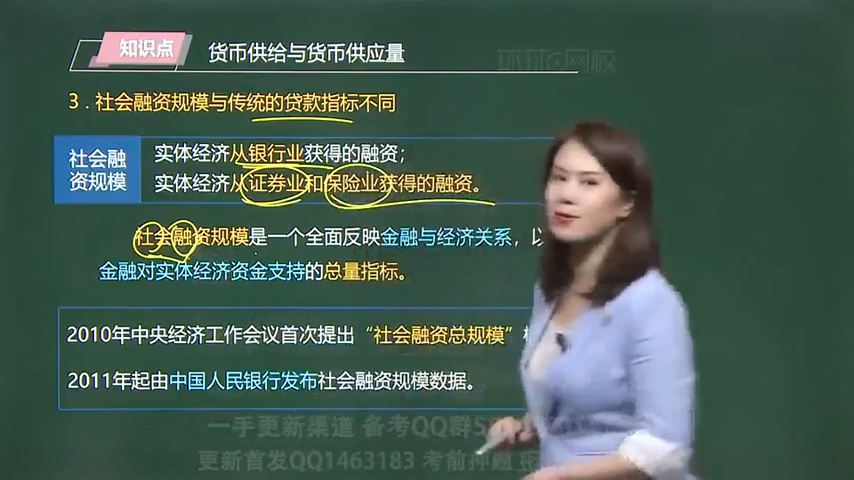 知识点
货币供给与货币供应量
环球网校
3．社会融资规模与传统的贷款指标不同
社会融
资规模
实体经济从银行业获得的融资；
实体经济从证券业和保险业获得的融资。
社会融资规模是一个全面反映金融与经济关系，以
金融对实体经济资金支持的总量指标。
2010年中央经济工作会议首次提出“社会融资总规模”
2011年起由中国人民银行发布社会融资规模数据。
一手更新渠道 备考QQ群
更新首发QQ1463183 考前押题